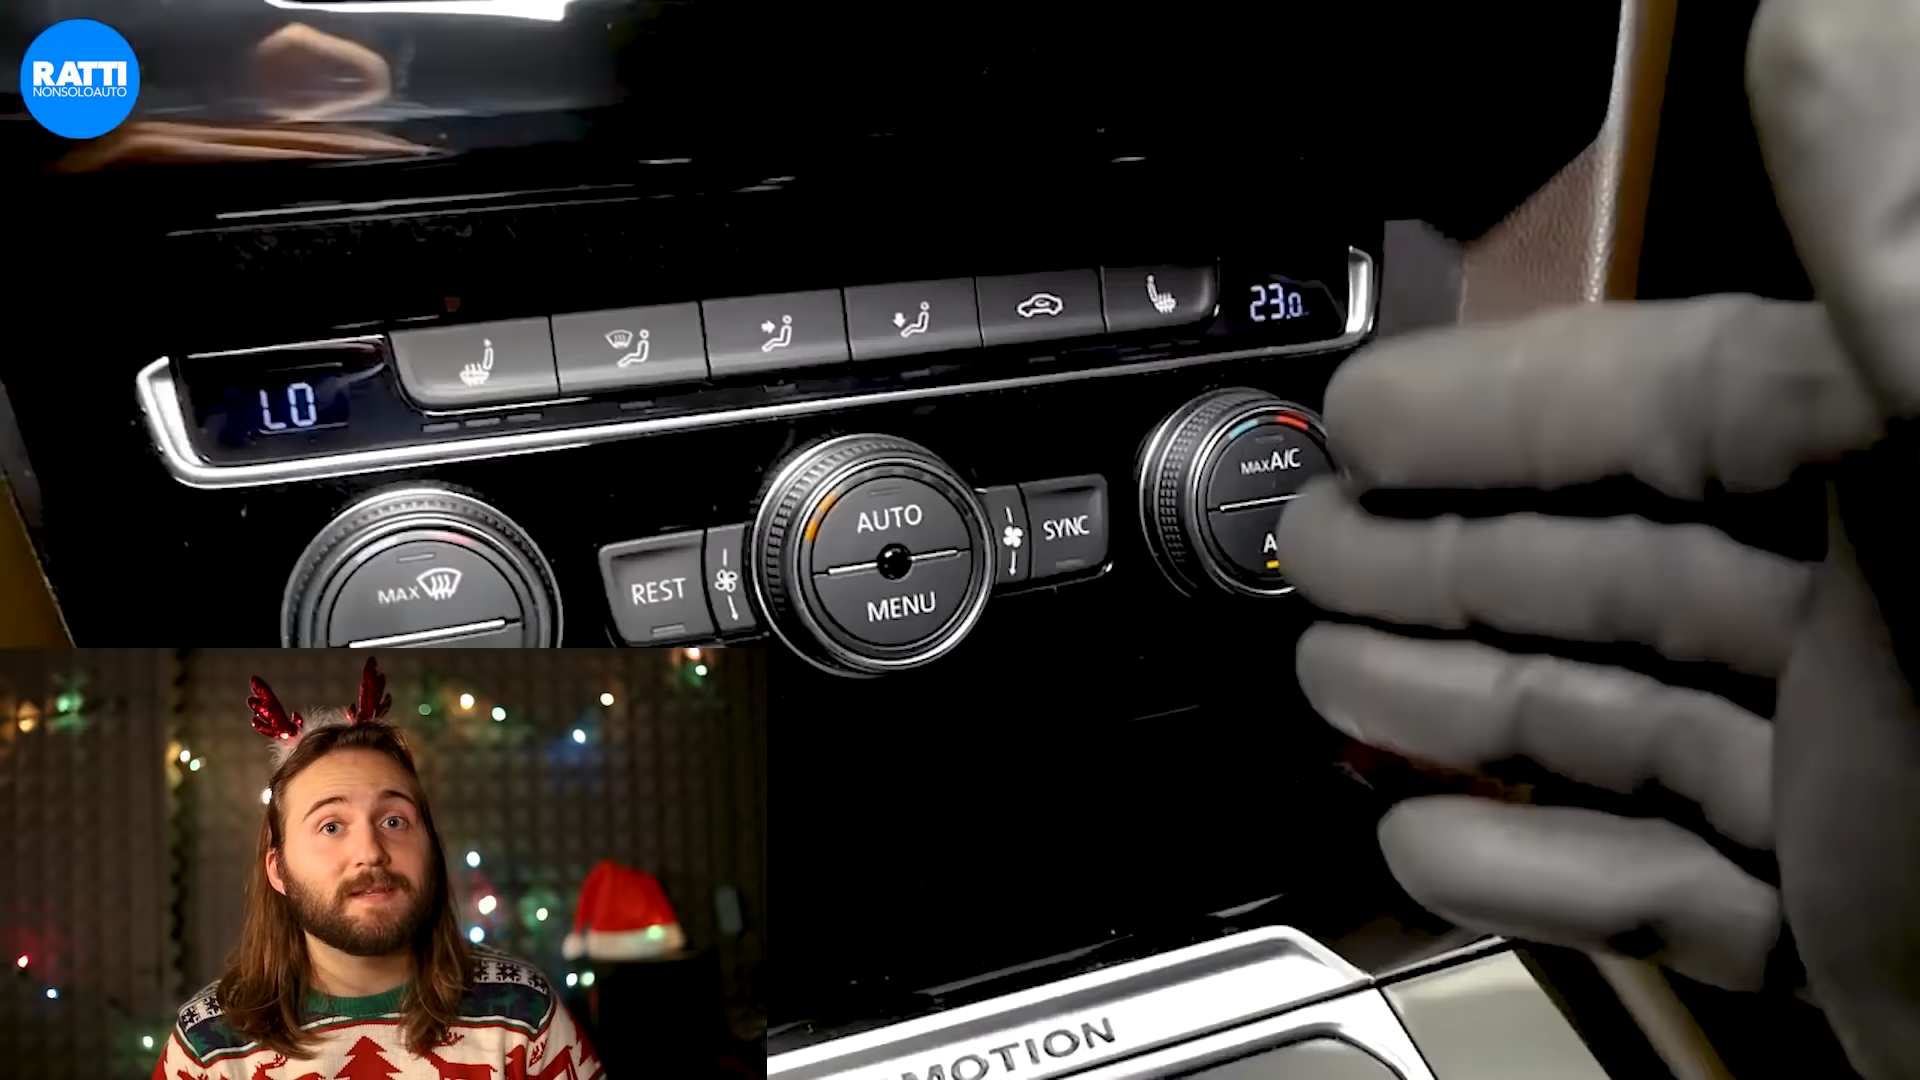 RATTI
NONSOLOAUTO
LO
23.0
MAX A/C
AUTO
MENU
SYNC
REST
MAX
MOTION